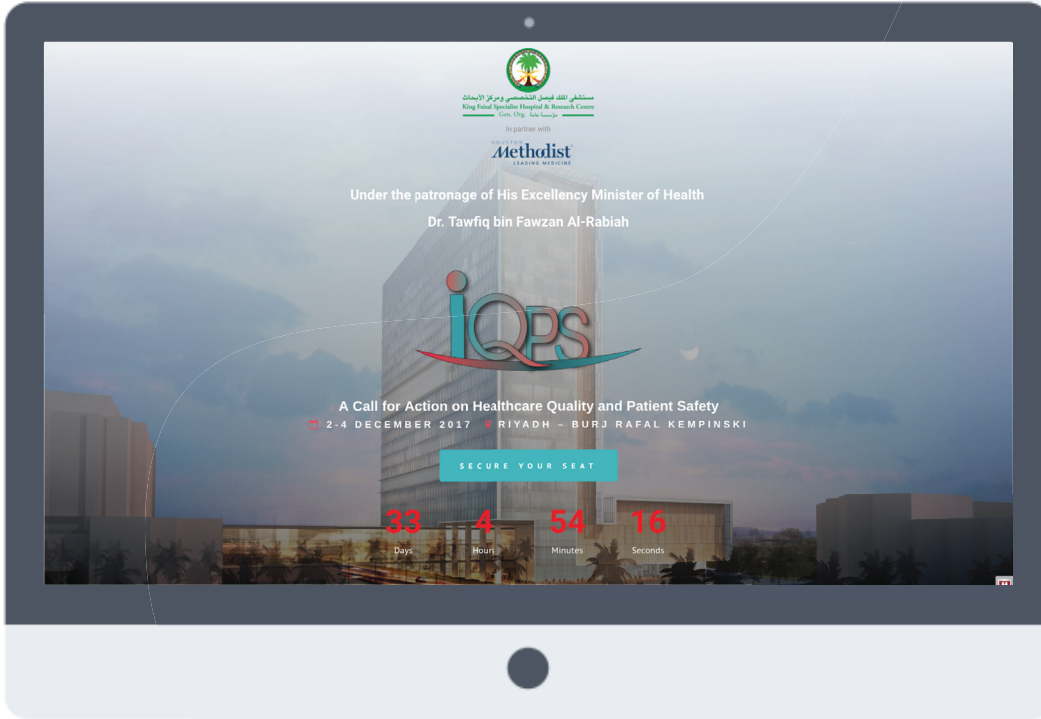 مستشفى الملك فيصل التخصصي ومركز الأبحاث
King Faisal Specialist Hospital & Research Centre
Gen. Org. مؤسسة عامة
In partner with
HOUSTON
Methodist
LEADING MEDICINE
Under the patronage of His Excellency Minister of Health
Dr. Tawfiq bin Fawzan Al-Rabiah
iQPS
A Call for Action on Healthcare Quality and Patient Safety
2-4 DECEMBER 2017 RIYADH – BURJ RAFAL KEMPINSKI
SECURE YOUR SEAT
33 4 54 16
Days Hours Minutes Seconds